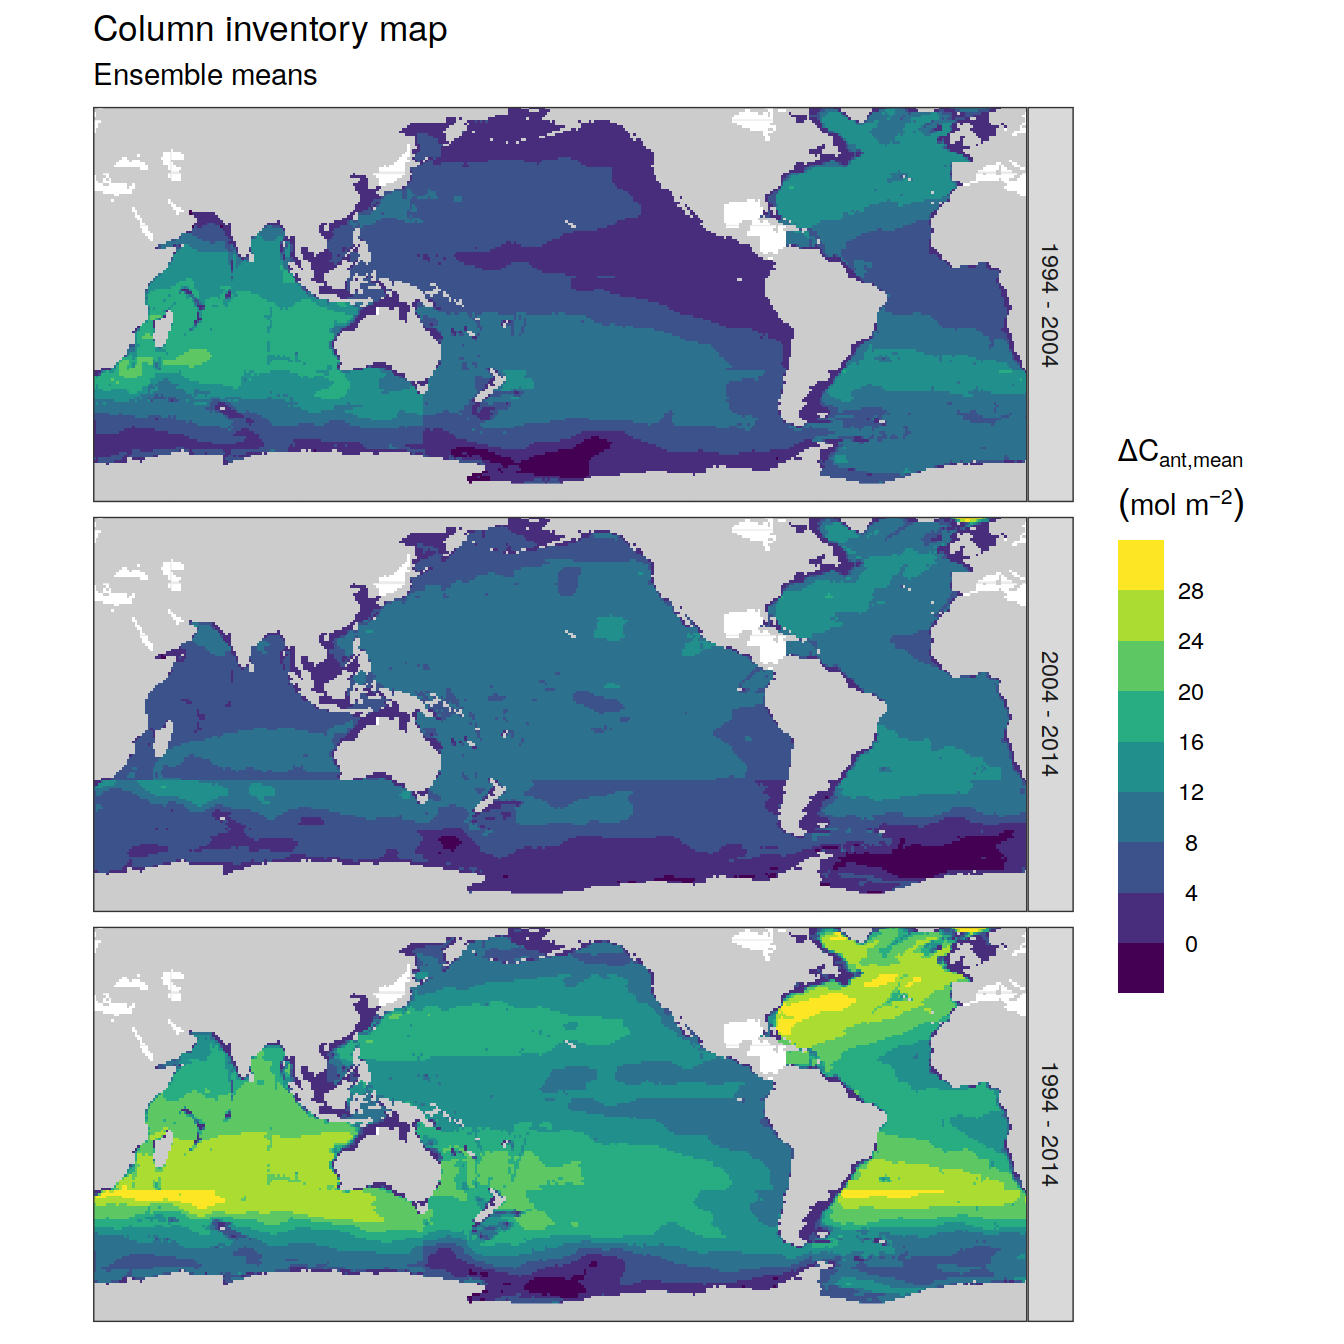 Column inventory map
Ensemble means
1994 - 2004
2004 - 2014
1994 - 2014
ΔCant,mean
(mol m−2)
28
24
20
16
12
8
4
0